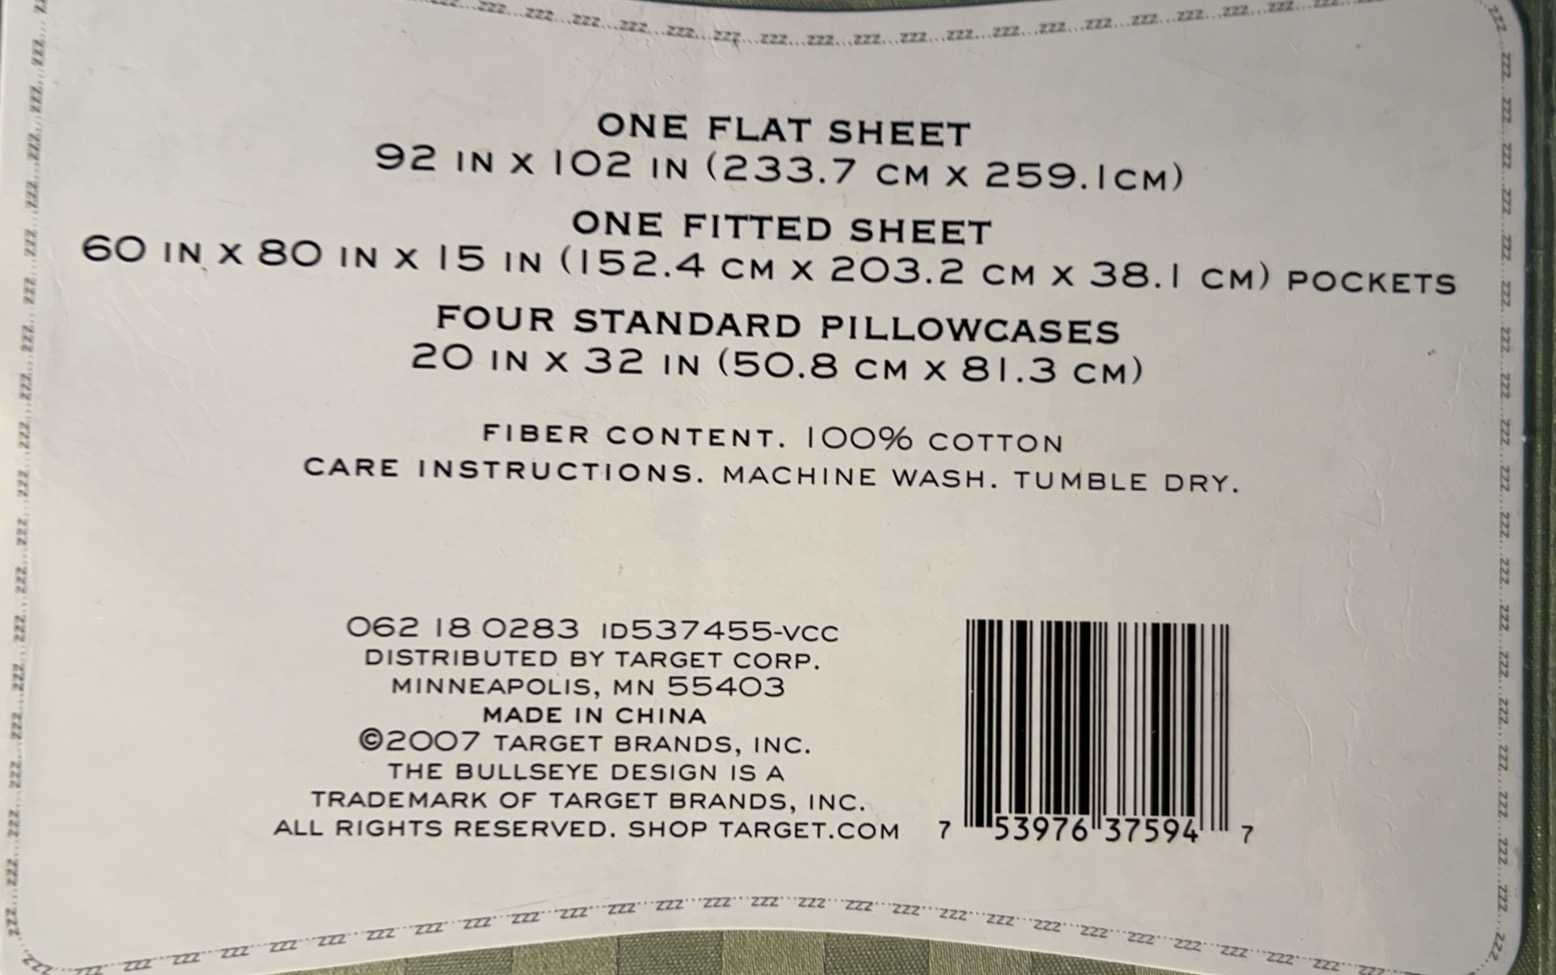 ONE FLAT SHEET
92 IN X 102 IN (233.7 CM X 259.1CM)
ONE FITTED SHEET
60 IN X 80 IN X 15 IN (152.4 CM X 203.2 CM X 38.1 CM) POCKETS
FOUR STANDARD PILLOWCASES
20 IN X 32 IN (50.8 CM X 81.3 CM)
FIBER CONTENT. 100% COTTON
CARE INSTRUCTIONS. MACHINE WASH. TUMBLE DRY.
062 18 0283 ID537455-VCC
DISTRIBUTED BY TARGET CORP.
MINNEAPOLIS, MN 55403
MADE IN CHINA
©2007 TARGET BRANDS, INC.
THE BULLSEYE DESIGN IS A
TRADEMARK OF TARGET BRANDS, INC.
ALL RIGHTS RESERVED. SHOP TARGET.COM
7 53976 37594 7